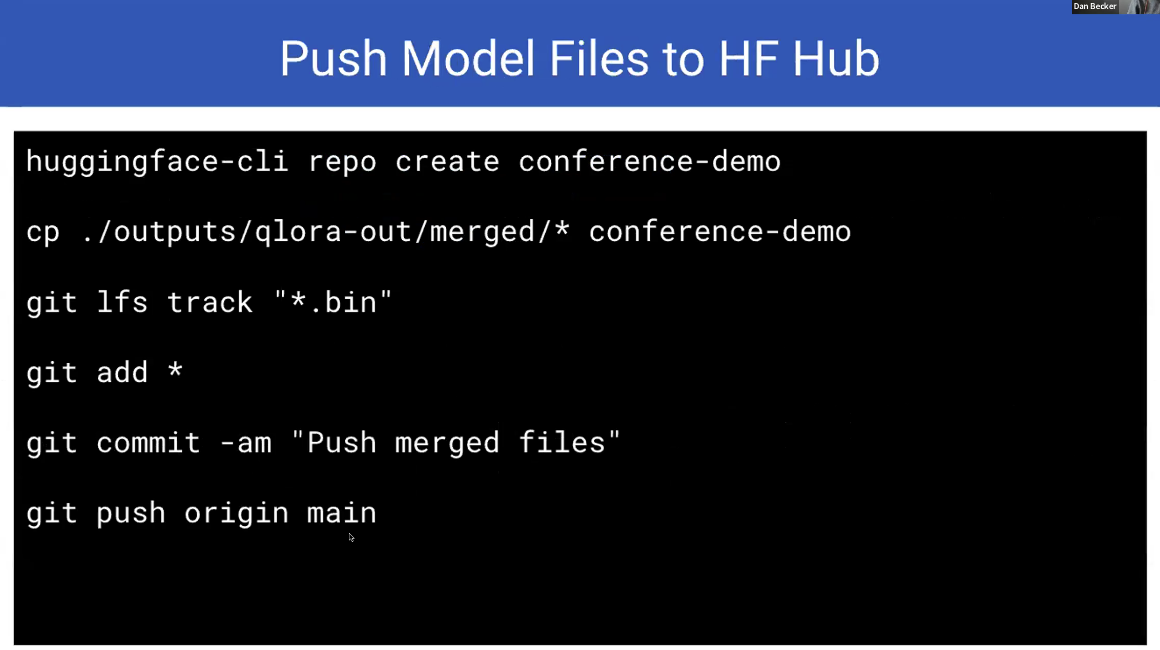 Dan Becker
Push Model Files to HF Hub
huggingface-cli repo create conference-demo
cp ./outputs/qlora-out/merged/* conference-demo
git lfs track "*.bin"
git add *
git commit -am "Push merged files"
git push origin main